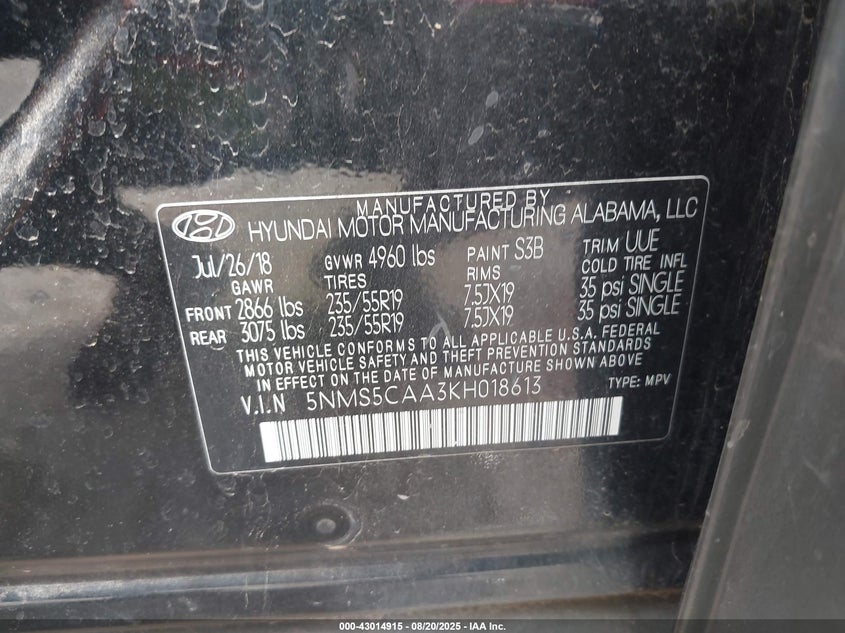 MANUFACTURED BY
HYUNDAI MOTOR MANUFACTURING ALABAMA, LLC
Jul/26/18 GVWR 4960 lbs PAINT S3B TRIM UUE
GAWR TIRES RIMS COLD TIRE INFL
FRONT 2866 lbs 235/55R19 7.5JX19 35 psi SINGLE
REAR 3075 lbs 235/55R19 7.5JX19 35 psi SINGLE
THIS VEHICLE CONFORMS TO ALL APPLICABLE U.S.A. FEDERAL
MOTOR VEHICLE SAFETY AND THEFT PREVENTION STANDARDS
IN EFFECT ON THE DATE OF MANUFACTURE SHOWN ABOVE
V.I.N 5NMS5CAA3KH018613 TYPE: MPV
000-43014915 - 08/20/2025 - IAA Inc.